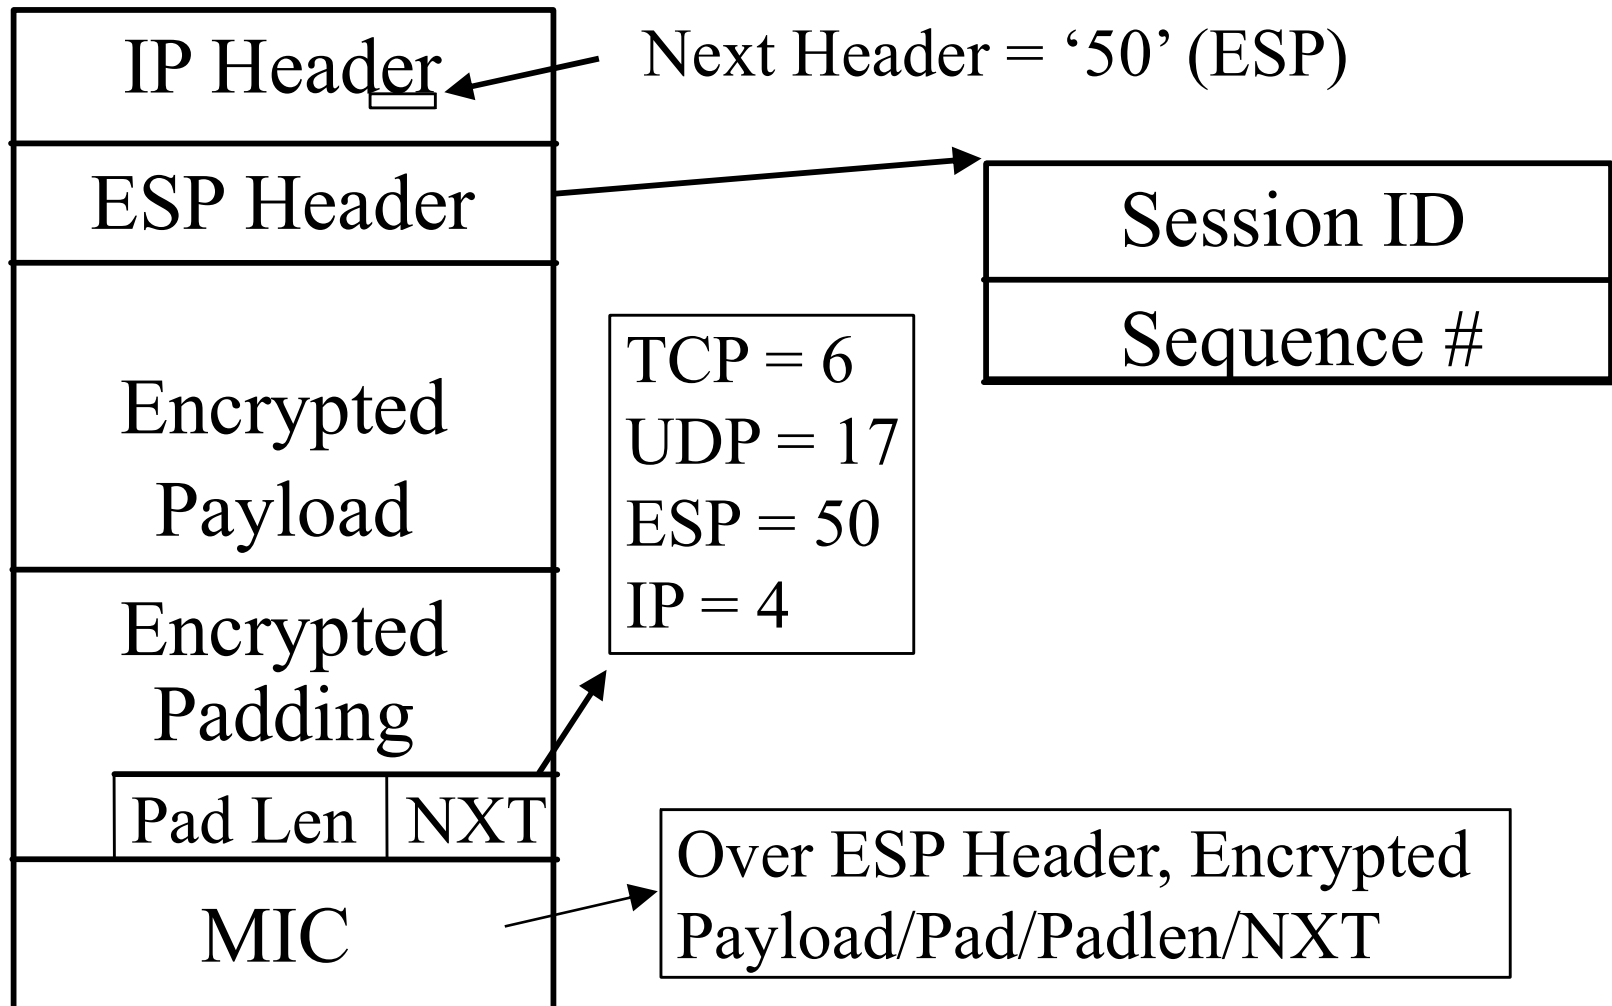 IP Header
Next Header = ‘50’ (ESP)
ESP Header
Session ID
Sequence #
Encrypted
Payload
TCP = 6
UDP = 17
ESP = 50
IP = 4
Encrypted
Padding
Pad Len
NXT
MIC
Over ESP Header, Encrypted
Payload/Pad/Padlen/NXT